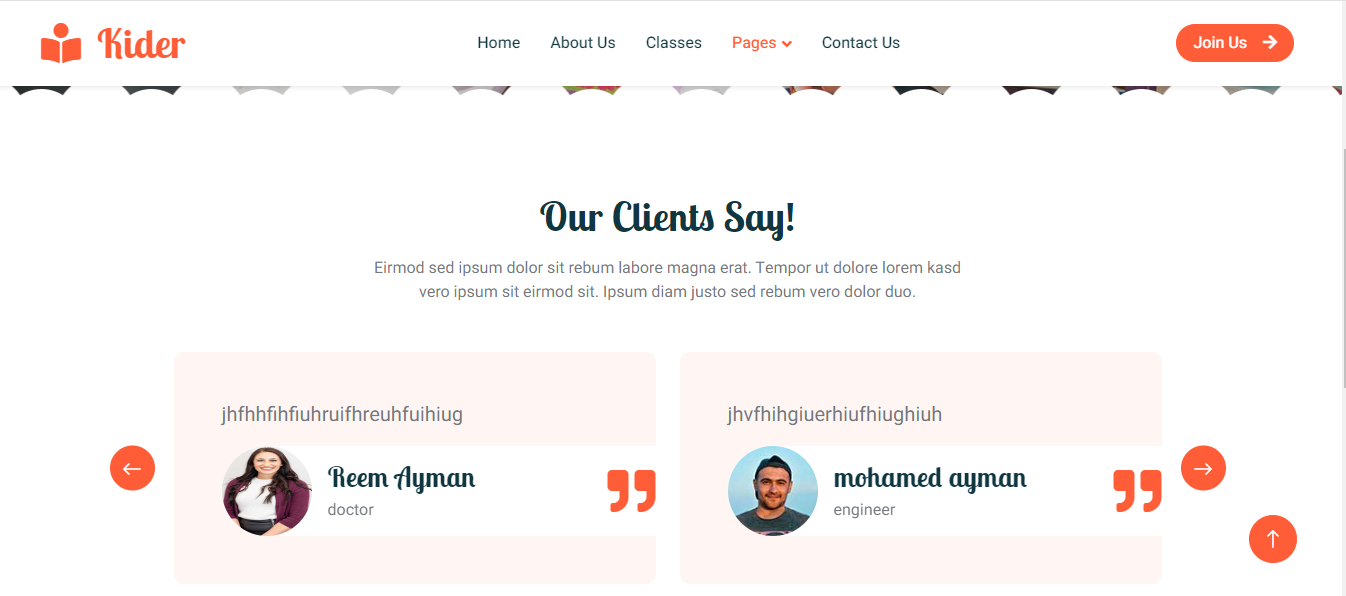 Kider
Home About Us Classes Pages Contact Us
Join Us
Our Clients Say!
Eirmod sed ipsum dolor sit rebum labore magna erat. Tempor ut dolore lorem kasd
vero ipsum sit eirmod sit. Ipsum diam justo sed rebum vero dolor duo.
jhfhhfihfiuhruifhreuhfuihiug
Reem Ayman
doctor
jhvfhihgiuerhiufhiughiuh
mohamed ayman
engineer